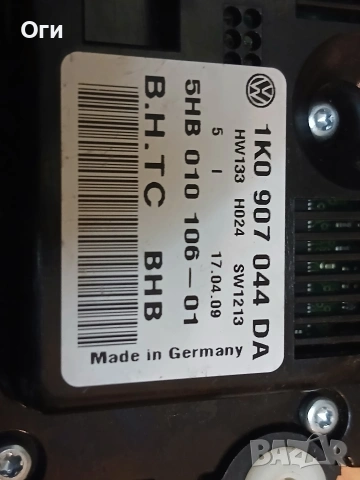 Оги
1K0 907 044 DA
HW133 H024 SW1213
5 I 17.04.09
5HB 010 106-01
B.H.T.C BHB
Made in Germany
BAZAR